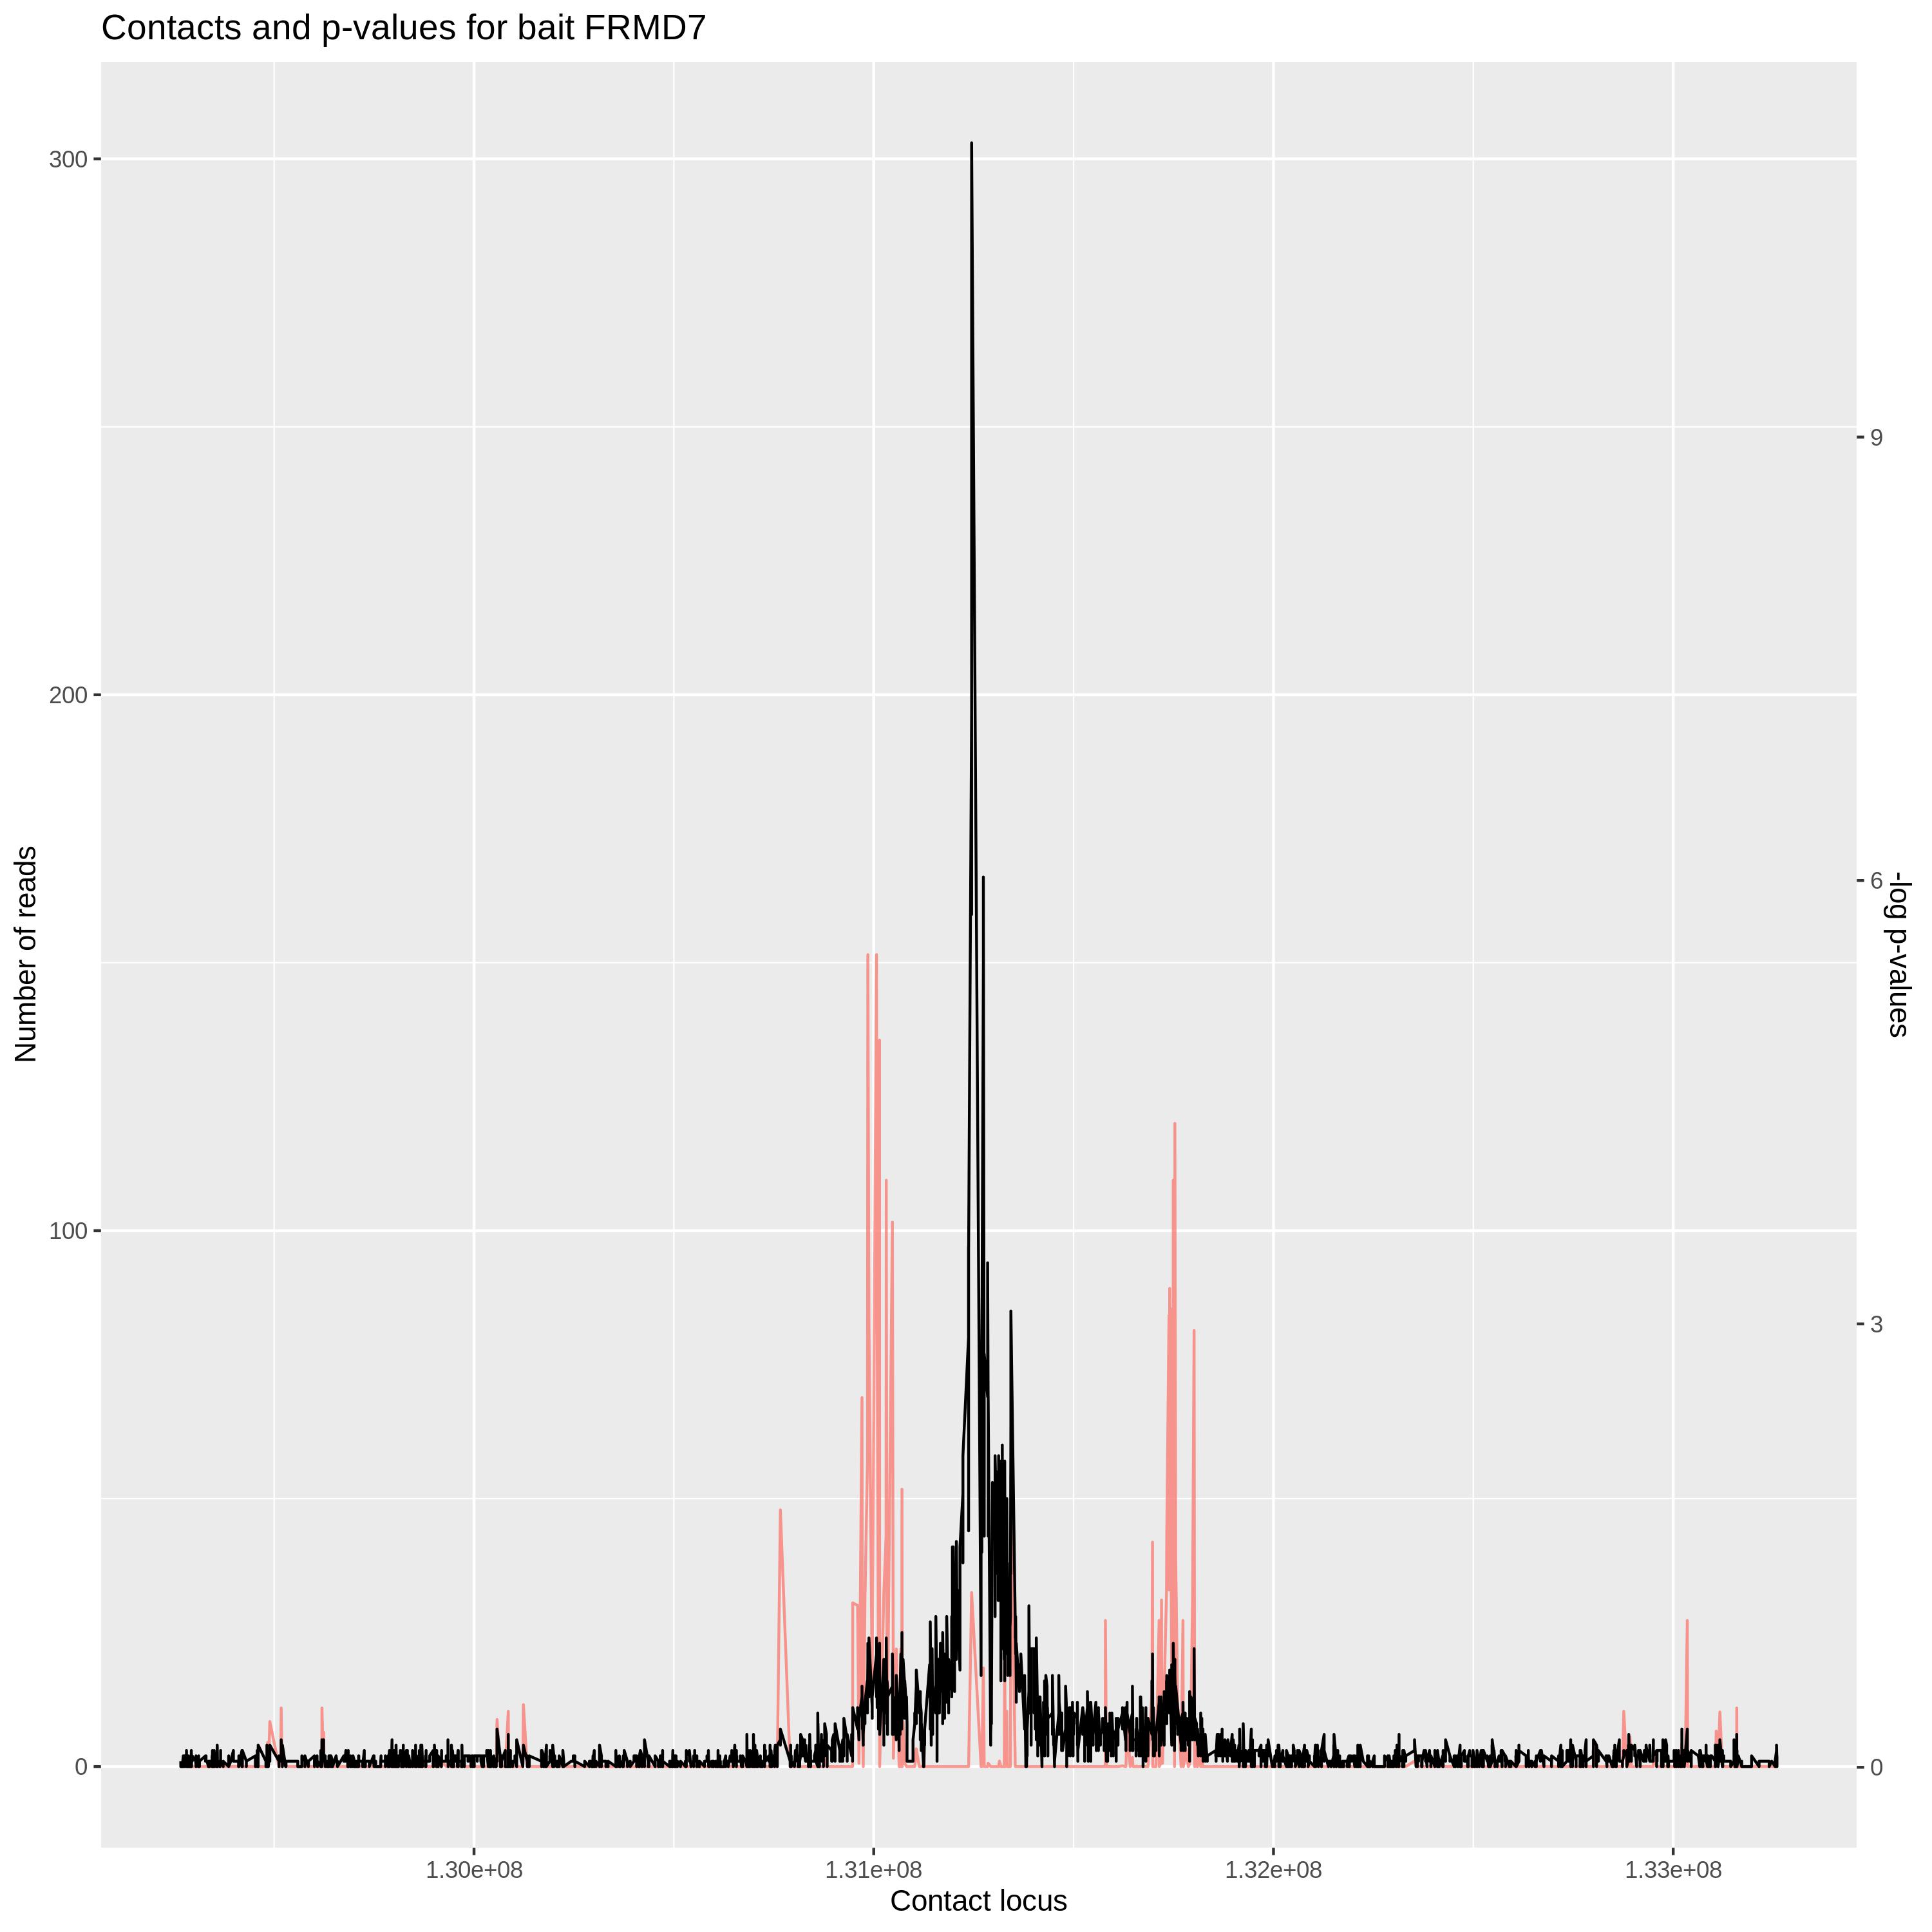 Contacts and p-values for bait FRMD7
300
200
100
0
Number of reads
9
6
3
0
-log p-values
1.30e+08
1.31e+08
1.32e+08
1.33e+08
Contact locus